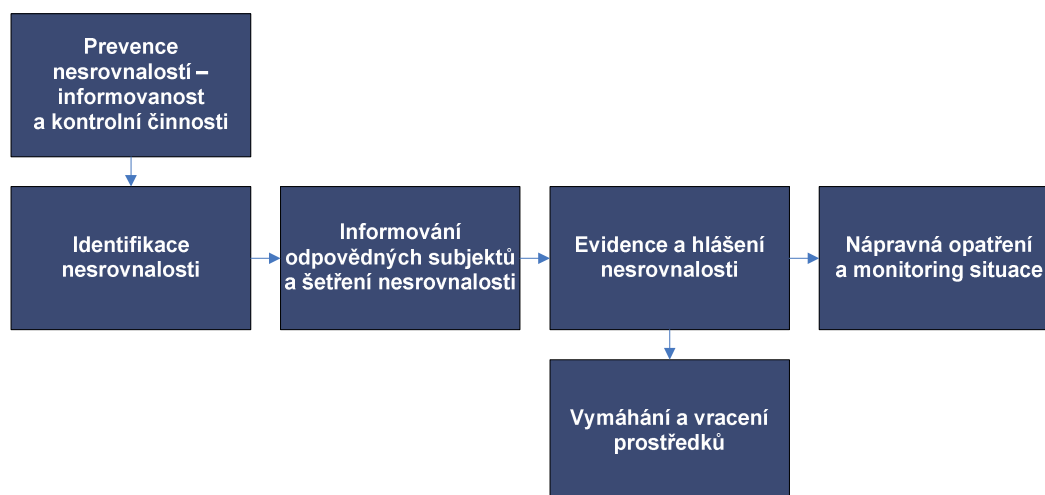 Prevence
nesrovnalostí –
informovanost
a kontrolní činnosti
Identifikace
nesrovnalosti
Informování
odpovědných subjektů
a šetření nesrovnalosti
Evidence a hlášení
nesrovnalosti
Nápravná opatření
a monitoring situace
Vymáhání a vracení
prostředků